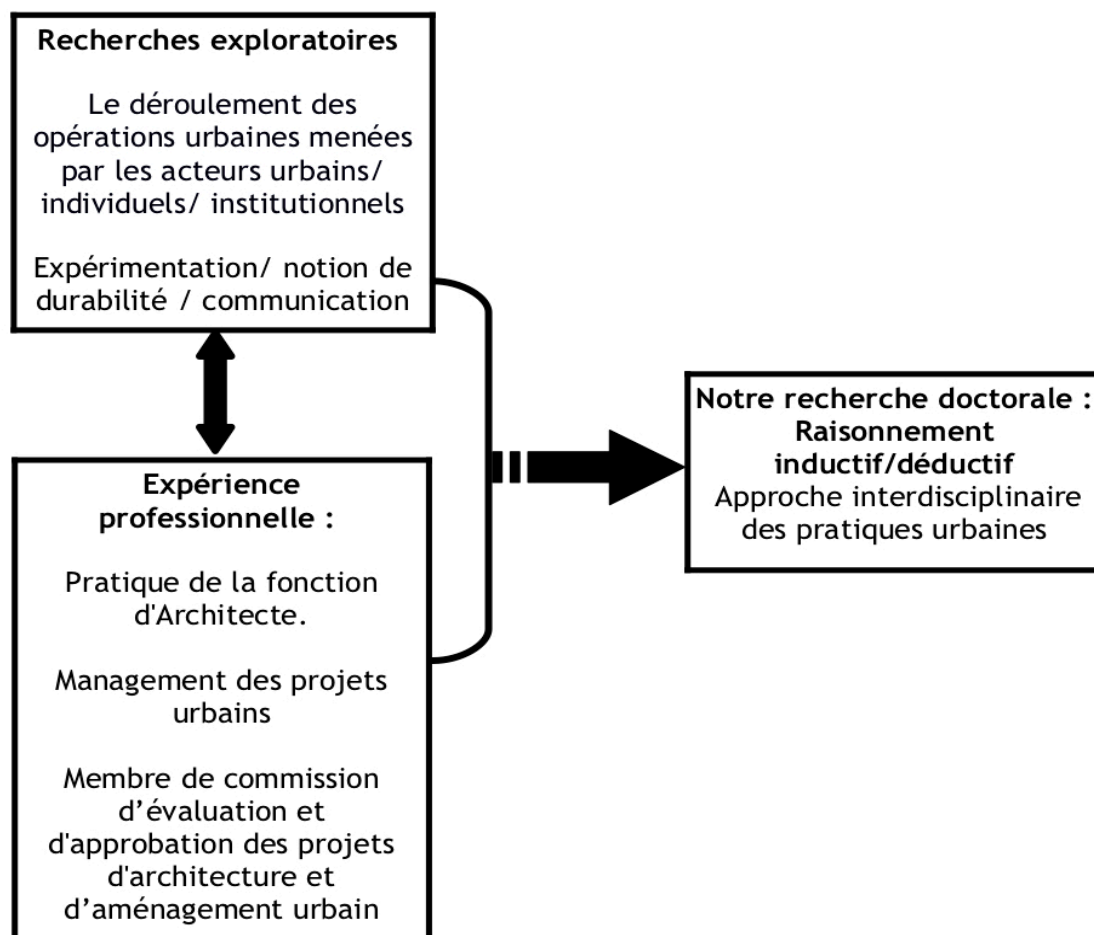 Recherches exploratoires
Le déroulement des
opérations urbaines menées
par les acteurs urbains/
individuels/ institutionnels
Expérimentation/ notion de
durabilité / communication
Expérience
professionnelle :
Pratique de la fonction
d'Architecte.
Management des projets
urbains
Membre de commission
d’évaluation et
d'approbation des projets
d'architecture et
d’aménagement urbain
Notre recherche doctorale :
Raisonnement
inductif/déductif
Approche interdisciplinaire
des pratiques urbaines